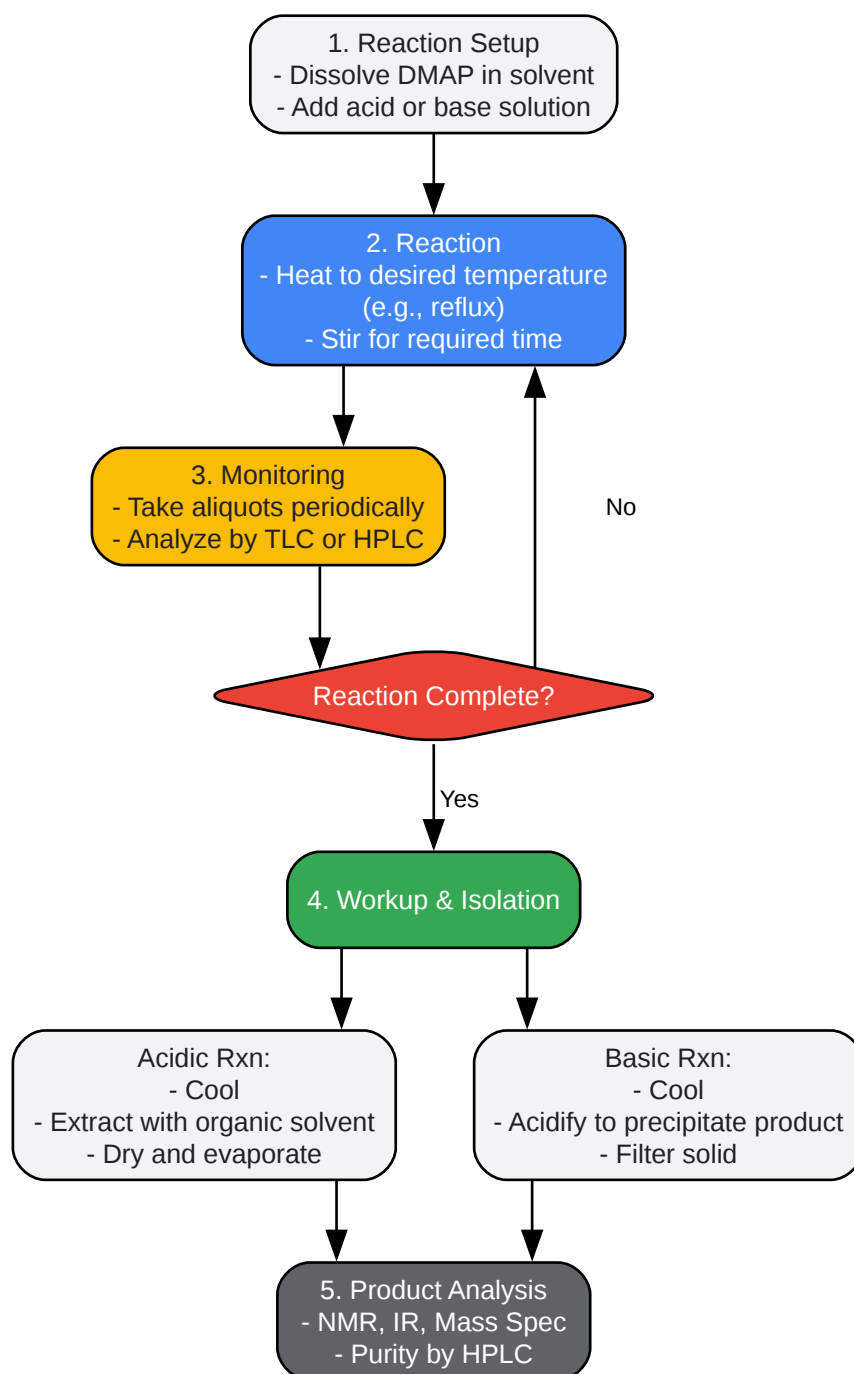 1. Reaction Setup
- Dissolve DMAP in solvent
- Add acid or base solution
2. Reaction
- Heat to desired temperature
(e.g., reflux)
- Stir for required time
3. Monitoring
- Take aliquots periodically
- Analyze by TLC or HPLC
No
Reaction Complete?
Yes
4. Workup & Isolation
Acidic Rxn:
- Cool
- Extract with organic solvent
- Dry and evaporate
Basic Rxn:
- Cool
- Acidify to precipitate product
- Filter solid
5. Product Analysis
- NMR, IR, Mass Spec
- Purity by HPLC